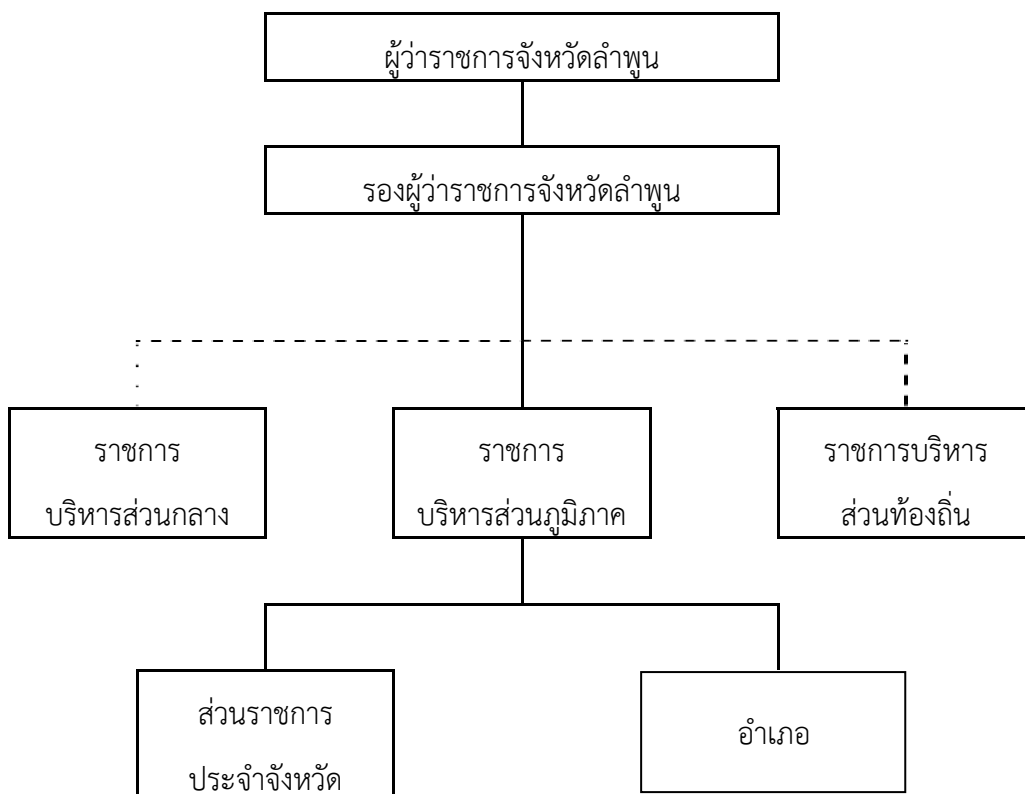 ผู้ว่าราชการจังหวัดลำพูน
รองผู้ว่าราชการจังหวัดลำพูน
ราชการ
บริหารส่วนกลาง
ราชการ
บริหารส่วนภูมิภาค
ราชการบริหาร
ส่วนท้องถิ่น
ส่วนราชการ
ประจำจังหวัด
อำเภอ